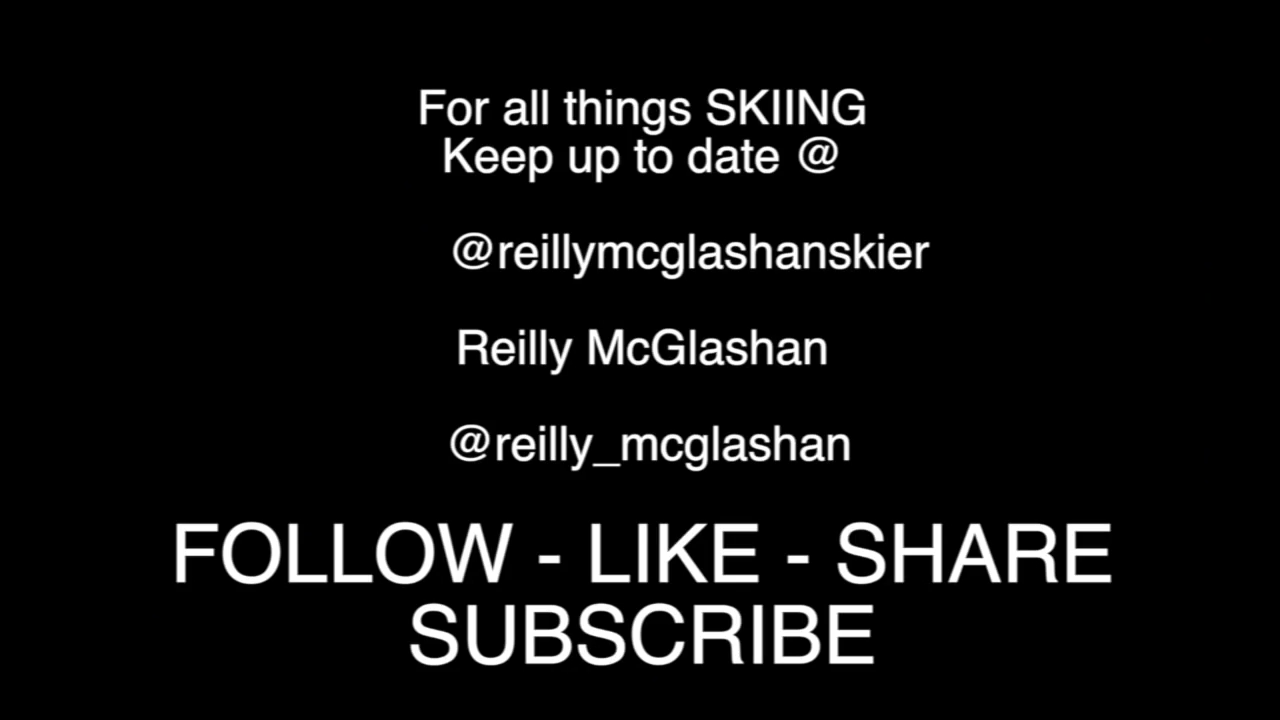 For all things SKIING
Keep up to date @
@reillymcglashanskier
Reilly McGlashan
@reilly_mcglashan
FOLLOW - LIKE - SHARE
SUBSCRIBE